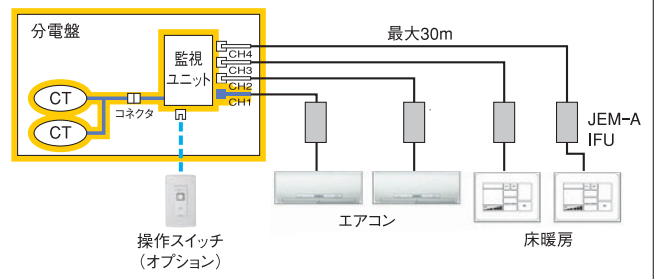 分電盤
監視
ユニット
CH4
CH3
CH2
CH1
最大30m
CT
CT
コネクタ
JEM-A
IFU
エアコン
床暖房
操作スイッチ
（オプション）